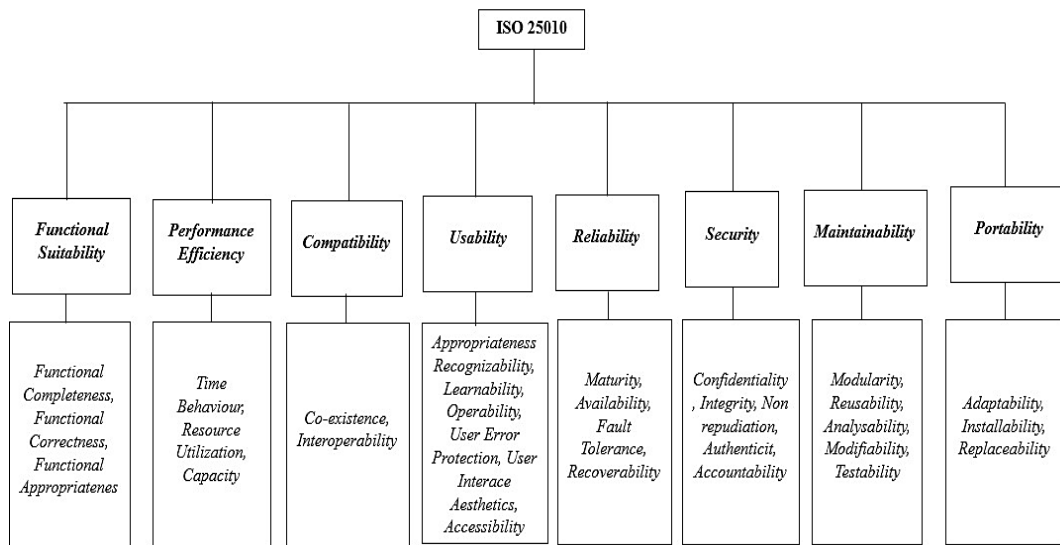 ISO 25010
Functional
Suitability
Performance
Efficiency
Compatibility
Usability
Reliability
Security
Maintainability
Portability
Functional
Completeness,
Functional
Correctness,
Functional
Appropriatenes
Time
Behaviour,
Resource
Utilization,
Capacity
Co-existence,
Interoperability
Appropriateness
Recognizability,
Learnability,
Operability,
User Error
Protection, User
Interace
Aesthetics,
Accessibility
Maturity,
Availability,
Fault
Tolerance,
Recoverability
Confidentiality
, Integrity, Non
repudiation,
Authenticit,
Accountability
Modularity,
Reusability,
Analysability,
Modifiability,
Testability
Adaptability,
Installability,
Replaceability